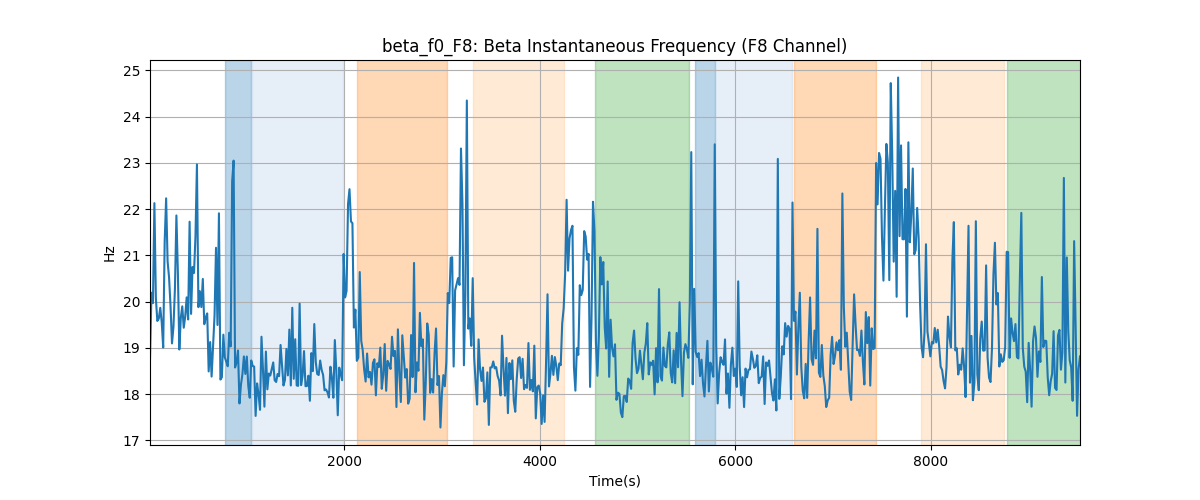 beta_f0_F8: Beta Instantaneous Frequency (F8 Channel)
25
24
23
22
21
20
19
18
17
Hz
2000 4000 6000 8000
Time(s)